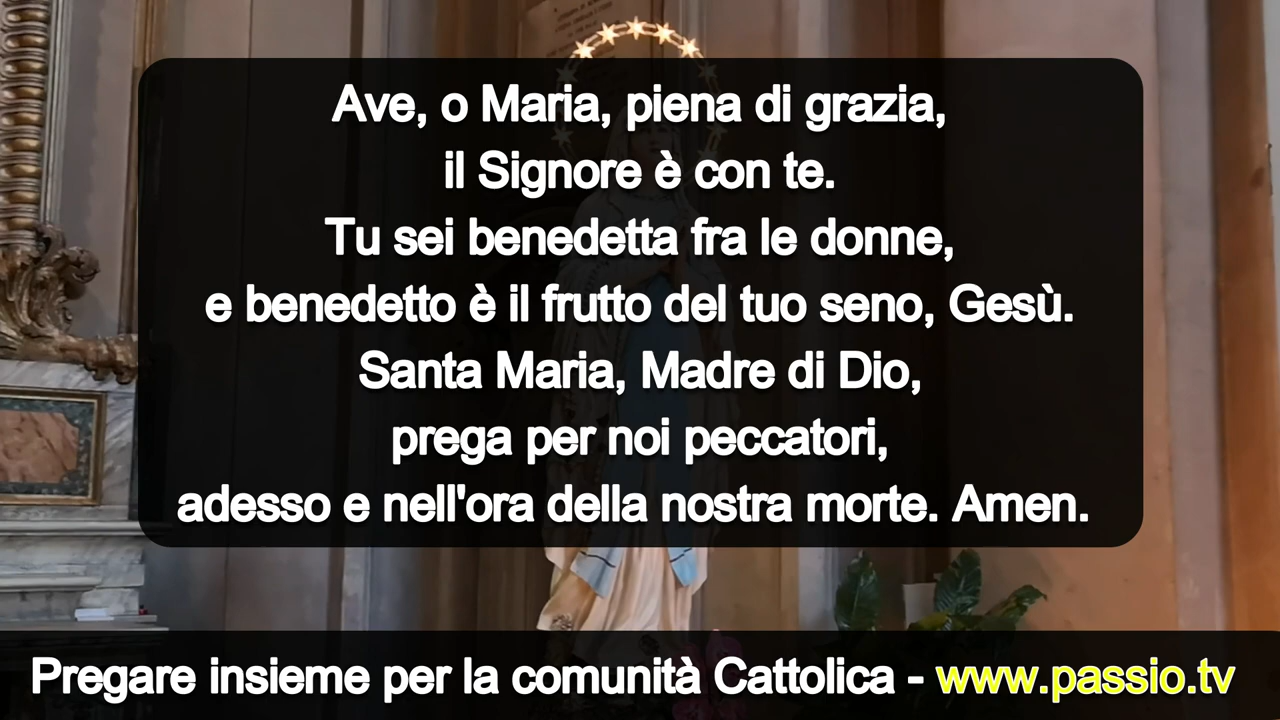 Ave, o Maria, piena di grazia,
il Signore è con te.
Tu sei benedetta fra le donne,
e benedetto è il frutto del tuo seno, Gesù.
Santa Maria, Madre di Dio,
prega per noi peccatori,
adesso e nell'ora della nostra morte. Amen.
Pregare insieme per la comunità Cattolica - www.passio.tv